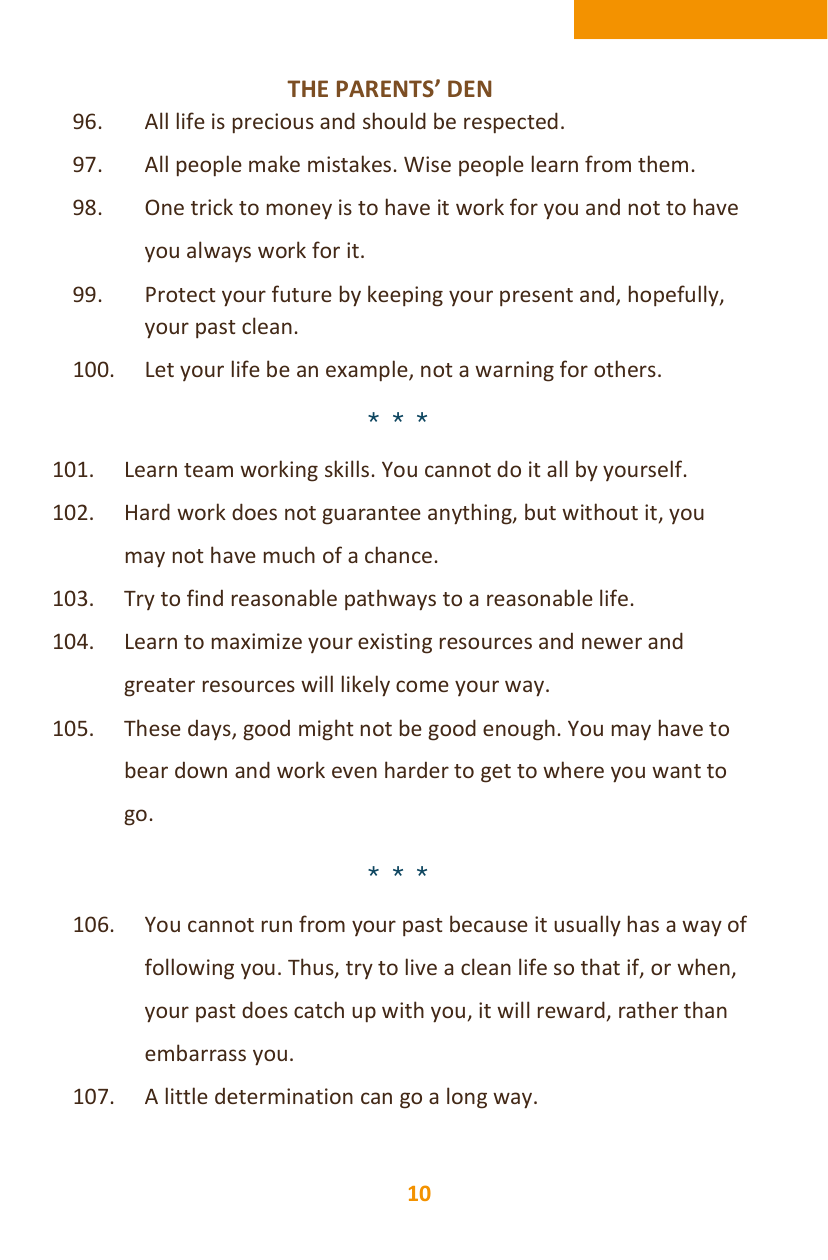 THE PARENTS’ DEN
96. All life is precious and should be respected.
97. All people make mistakes. Wise people learn from them.
98. One trick to money is to have it work for you and not to have
you always work for it.
99. Protect your future by keeping your present and, hopefully,
your past clean.
100. Let your life be an example, not a warning for others.
* * *
101. Learn team working skills. You cannot do it all by yourself.
102. Hard work does not guarantee anything, but without it, you
may not have much of a chance.
103. Try to find reasonable pathways to a reasonable life.
104. Learn to maximize your existing resources and newer and
greater resources will likely come your way.
105. These days, good might not be good enough. You may have to
bear down and work even harder to get to where you want to
go.
* * *
106. You cannot run from your past because it usually has a way of
following you. Thus, try to live a clean life so that if, or when,
your past does catch up with you, it will reward, rather than
embarrass you.
107. A little determination can go a long way.
10